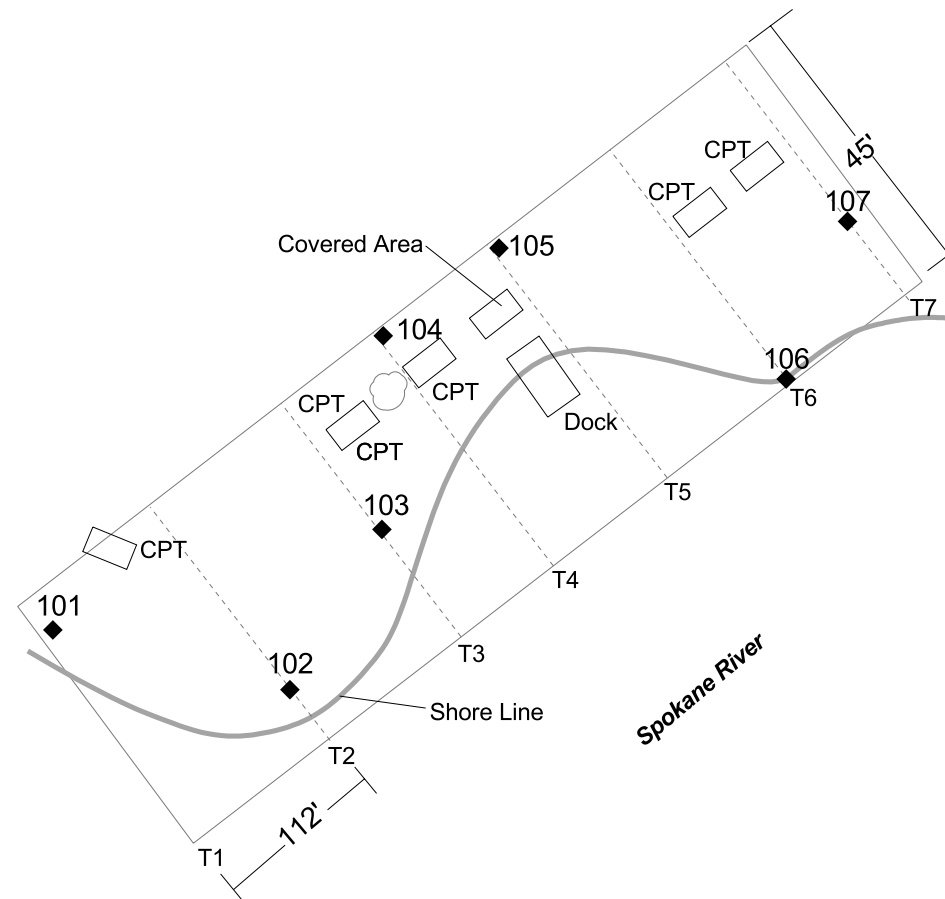 45'
CPT
CPT
107
Covered Area
105
T7
104
CPT
106
T6
CPT
Dock
CPT
T5
103
CPT
T4
101
T3
102
Spokane River
Shore Line
T2
112'
T1